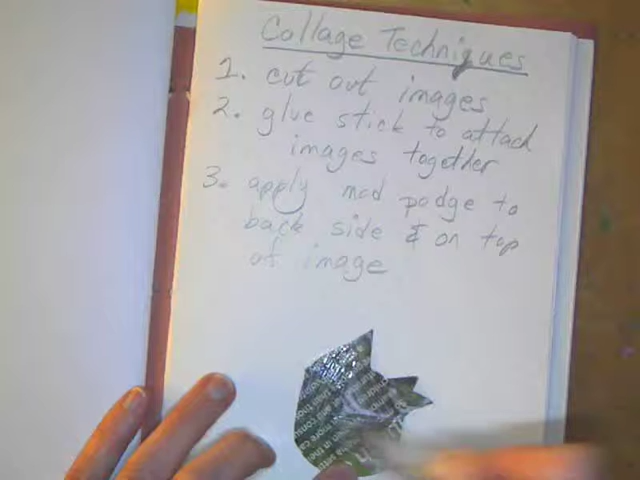 Collage Techniques
1. cut out images
2. glue stick to attach
images together
3. apply mod podge to
back side & on top
of image